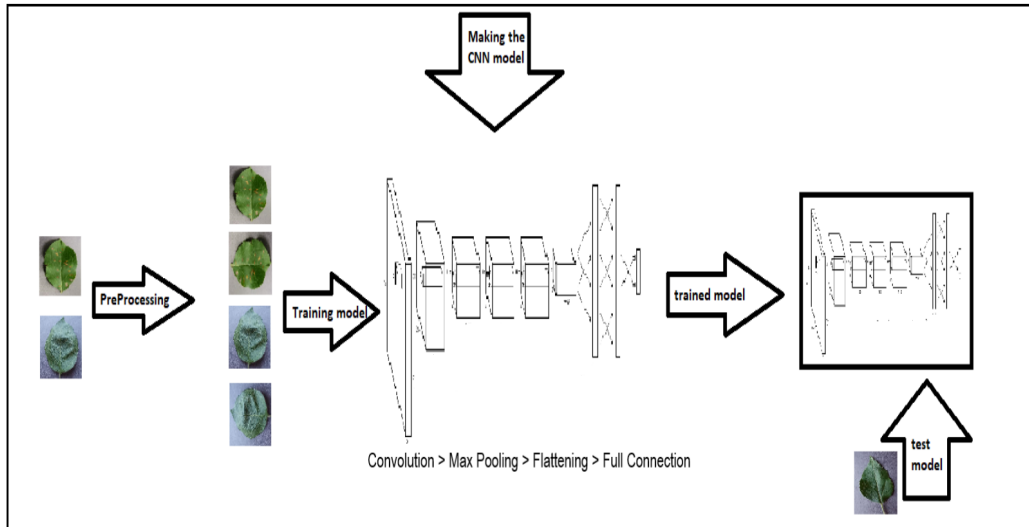 Making the
CNN model
PreProcessing
Training model
trained model
Convolution > Max Pooling > Flattening > Full Connection
test
model